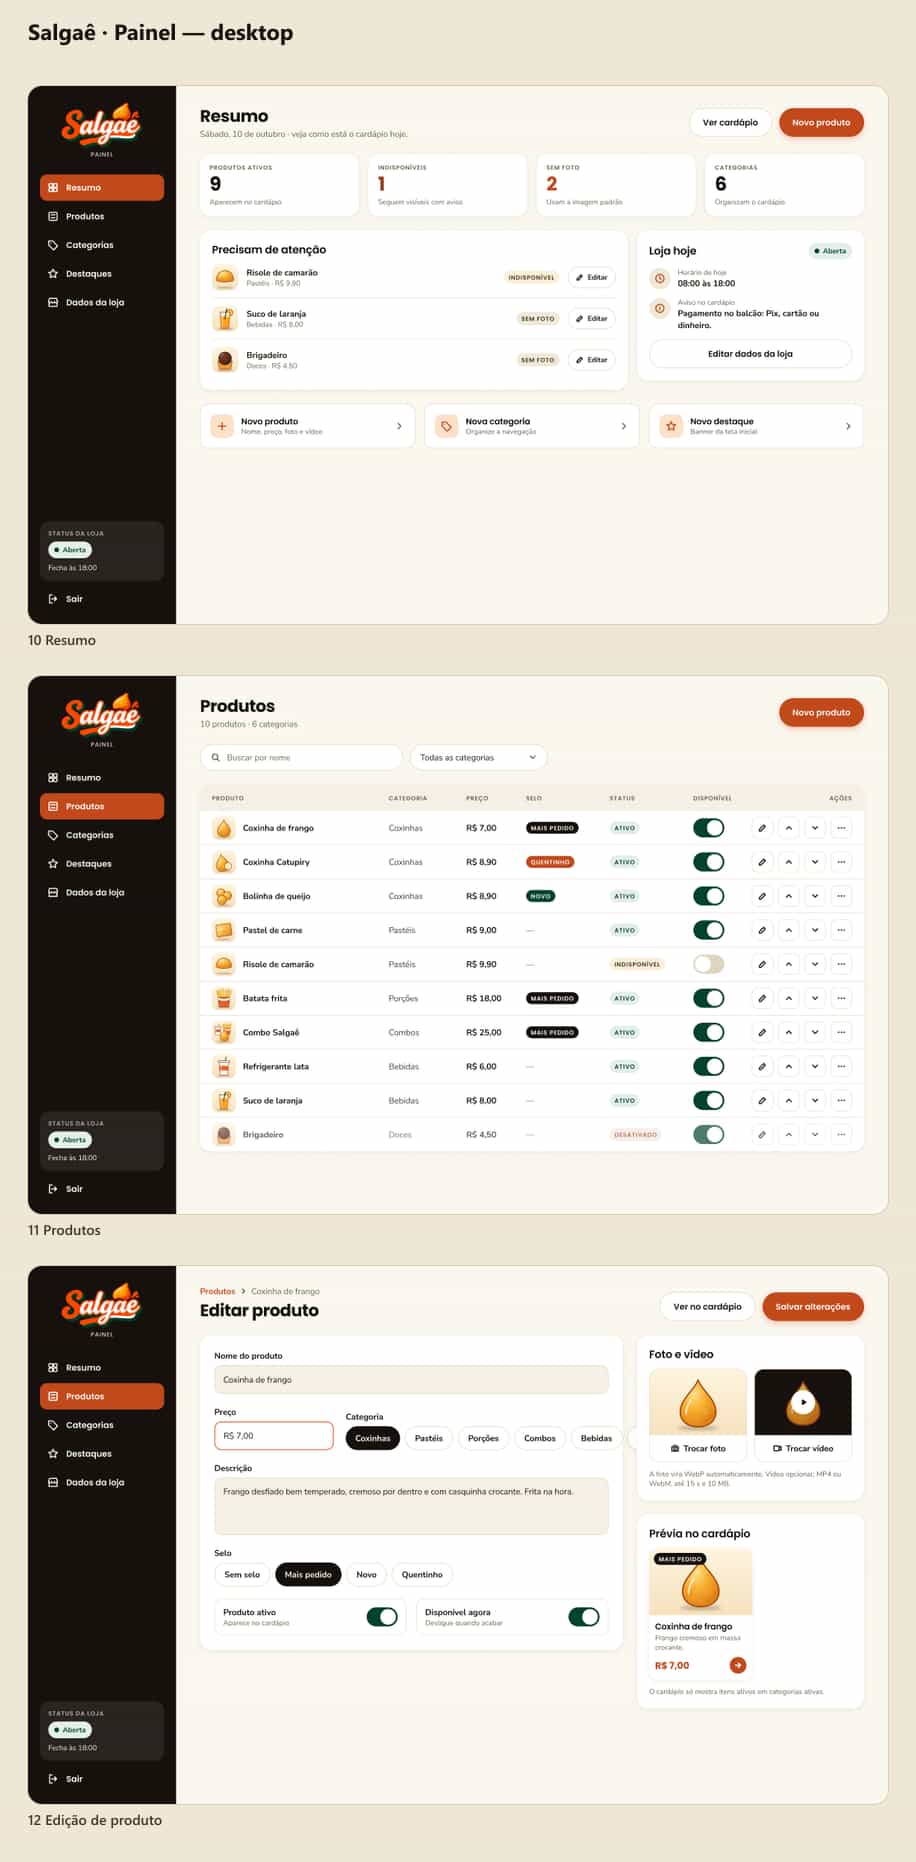 Salgaê · Painel — desktop
Salgaê
PAINEL
Resumo
Produtos
Categorias
Destaques
Dados da loja
STATUS DA LOJA
Aberta
Fecha às 18:00
Sair
Resumo
Sábado, 10 de outubro · veja como está o cardápio hoje.
Ver cardápio
Novo produto
PRODUTOS ATIVOS
9
Aparecem no cardápio
INDISPONÍVEIS
1
Seguem visíveis com aviso
SEM FOTO
2
Usam a imagem padrão
CATEGORIAS
6
Organizam o cardápio
Precisam de atenção
Risole de camarão
Pastéis · R$ 9,90
INDISPONÍVEL
Editar
Suco de laranja
Bebidas · R$ 8,00
SEM FOTO
Editar
Brigadeiro
Doces · R$ 4,50
SEM FOTO
Editar
Loja hoje
Aberta
Horário de hoje
08:00 às 18:00
Aviso no cardápio
Pagamento no balcão: Pix, cartão ou
dinheiro.
Editar dados da loja
Novo produto
Nome, preço, foto e vídeo
Nova categoria
Organize a navegação
Novo destaque
Banner da tela inicial
10 Resumo
Salgaê
PAINEL
Resumo
Produtos
Categorias
Destaques
Dados da loja
STATUS DA LOJA
Aberta
Fecha às 18:00
Sair
Produtos
10 produtos · 6 categorias
Novo produto
Buscar por nome
Todas as categorias
PRODUTO CATEGORIA PREÇO SELO STATUS DISPONÍVEL AÇÕES
Coxinha de frango Coxinhas R$ 7,00 MAIS PEDIDO ATIVO
Coxinha Catupiry Coxinhas R$ 8,90 QUENTINHO ATIVO
Bolinha de queijo Coxinhas R$ 8,90 NOVO ATIVO
Pastel de carne Pastéis R$ 9,00 — ATIVO
Risole de camarão Pastéis R$ 9,90 — INDISPONÍVEL
Batata frita Porções R$ 18,00 MAIS PEDIDO ATIVO
Combo Salgaê Combos R$ 25,00 MAIS PEDIDO ATIVO
Refrigerante lata Bebidas R$ 6,00 — ATIVO
Suco de laranja Bebidas R$ 8,00 — ATIVO
Brigadeiro Doces R$ 4,50 — DESATIVADO
11 Produtos
Salgaê
PAINEL
Resumo
Produtos
Categorias
Destaques
Dados da loja
STATUS DA LOJA
Aberta
Fecha às 18:00
Sair
Produtos > Coxinha de frango
Editar produto
Ver no cardápio
Salvar alterações
Nome do produto
Coxinha de frango
Preço
R$ 7,00
Categoria
Coxinhas Pastéis Porções Combos Bebidas
Descrição
Frango desfiado bem temperado, cremoso por dentro e com casquinha crocante. Frita na hora.
Selo
Sem selo Mais pedido Novo Quentinho
Produto ativo
Aparece no cardápio
Disponível agora
Desligue quando acabar
Foto e vídeo
Trocar foto
Trocar vídeo
A foto vira WebP automaticamente. Vídeo opcional: MP4 ou
WebM, até 15 s e 10 MB.
Prévia no cardápio
MAIS PEDIDO
Coxinha de frango
Frango cremoso em massa
crocante.
R$ 7,00
O cardápio só mostra itens ativos em categorias ativas.
12 Edição de produto